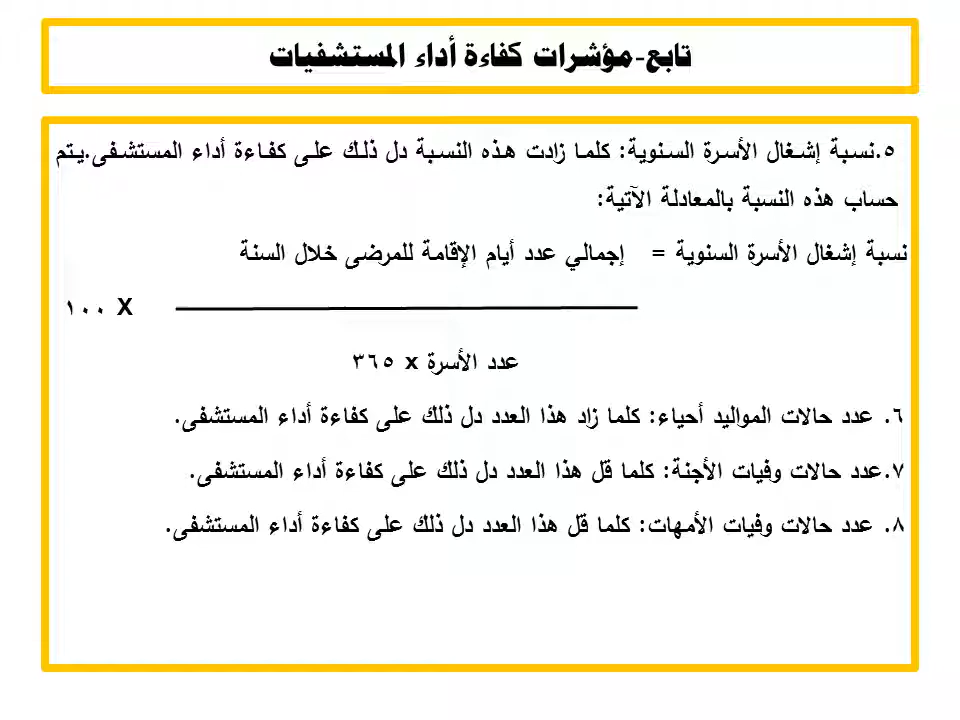 تابع-مؤشرات كفاءة أداء المستشفيات
٥.نسبة إشغال الأسرة السنوية: كلما زادت هذه النسبة دل ذلك على كفاءة أداء المستشفى.يتم
حساب هذه النسبة بالمعادلة الآتية:
نسبة إشغال الأسرة السنوية = إجمالي عدد أيام الإقامة للمرضى خلال السنة
X ١٠٠
عدد الأسرة x ٣٦٥
٦. عدد حالات المواليد أحياء: كلما زاد هذا العدد دل ذلك على كفاءة أداء المستشفى.
٧.عدد حالات وفيات الأجنة: كلما قل هذا العدد دل ذلك على كفاءة أداء المستشفى.
٨. عدد حالات وفيات الأمهات: كلما قل هذا العدد دل ذلك على كفاءة أداء المستشفى.